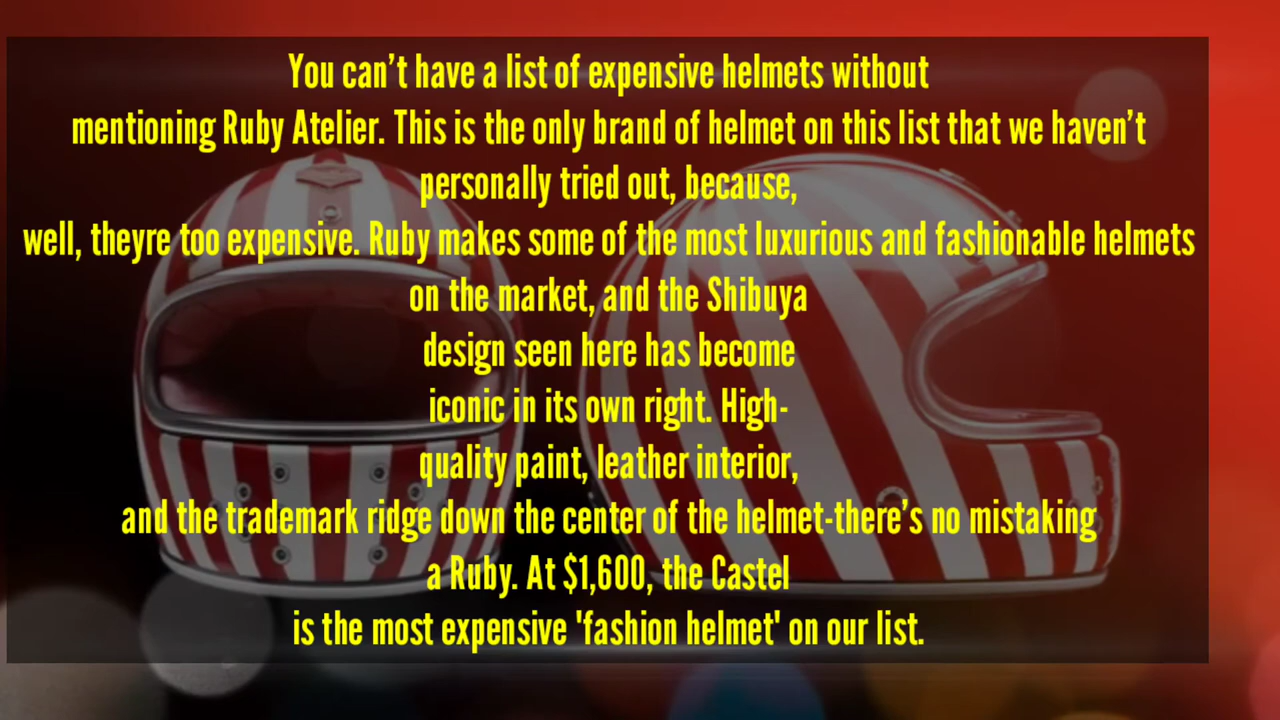 You can’t have a list of expensive helmets without
mentioning Ruby Atelier. This is the only brand of helmet on this list that we haven’t
personally tried out, because,
well, theyre too expensive. Ruby makes some of the most luxurious and fashionable helmets
on the market, and the Shibuya
design seen here has become
iconic in its own right. High-
quality paint, leather interior,
and the trademark ridge down the center of the helmet-there’s no mistaking
a Ruby. At $1,600, the Castel
is the most expensive 'fashion helmet' on our list.